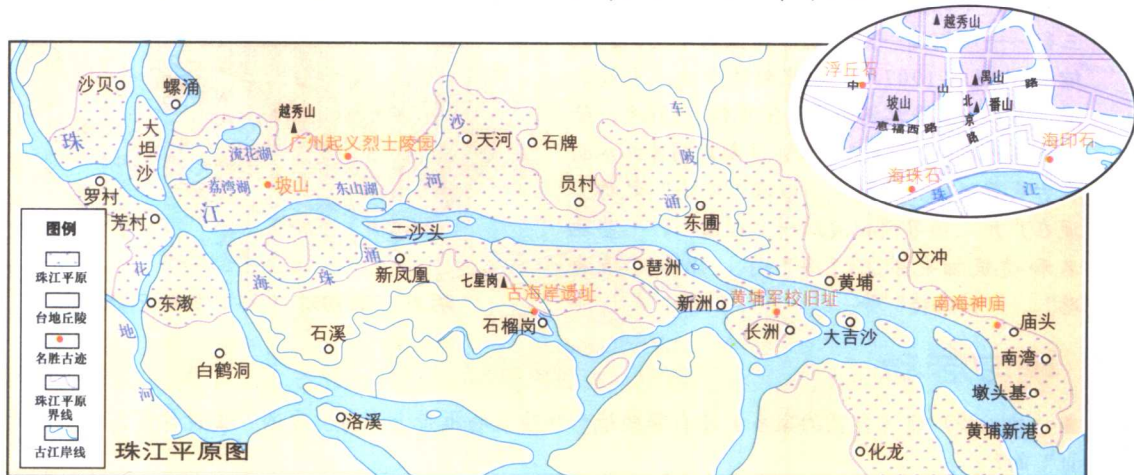 越秀山
浮丘石
中
山
路
禺山
坡山
北京路
番山
惠福西路
海印石
海珠石
珠
江
沙贝
螺涌
大坦沙
珠
江
越秀山
广州起义烈士陵园
流花湖
荔湾湖
坡山
东山湖
沙
河
天河
石牌
员村
车
陂
涌
东圃
罗村
芳村
二沙头
海
珠
涌
新凤凰
七星岗
古海岸遗址
石榴岗
琶洲
新洲
黄埔军校旧址
长洲
黄埔
文冲
大吉沙
南海神庙
庙头
南湾
墩头基
黄埔新港
花
地
河
东漖
白鹤洞
石溪
洛溪
化龙
图例
珠江平原
台地丘陵
名胜古迹
珠江平原
界线
古江岸线
珠江平原图